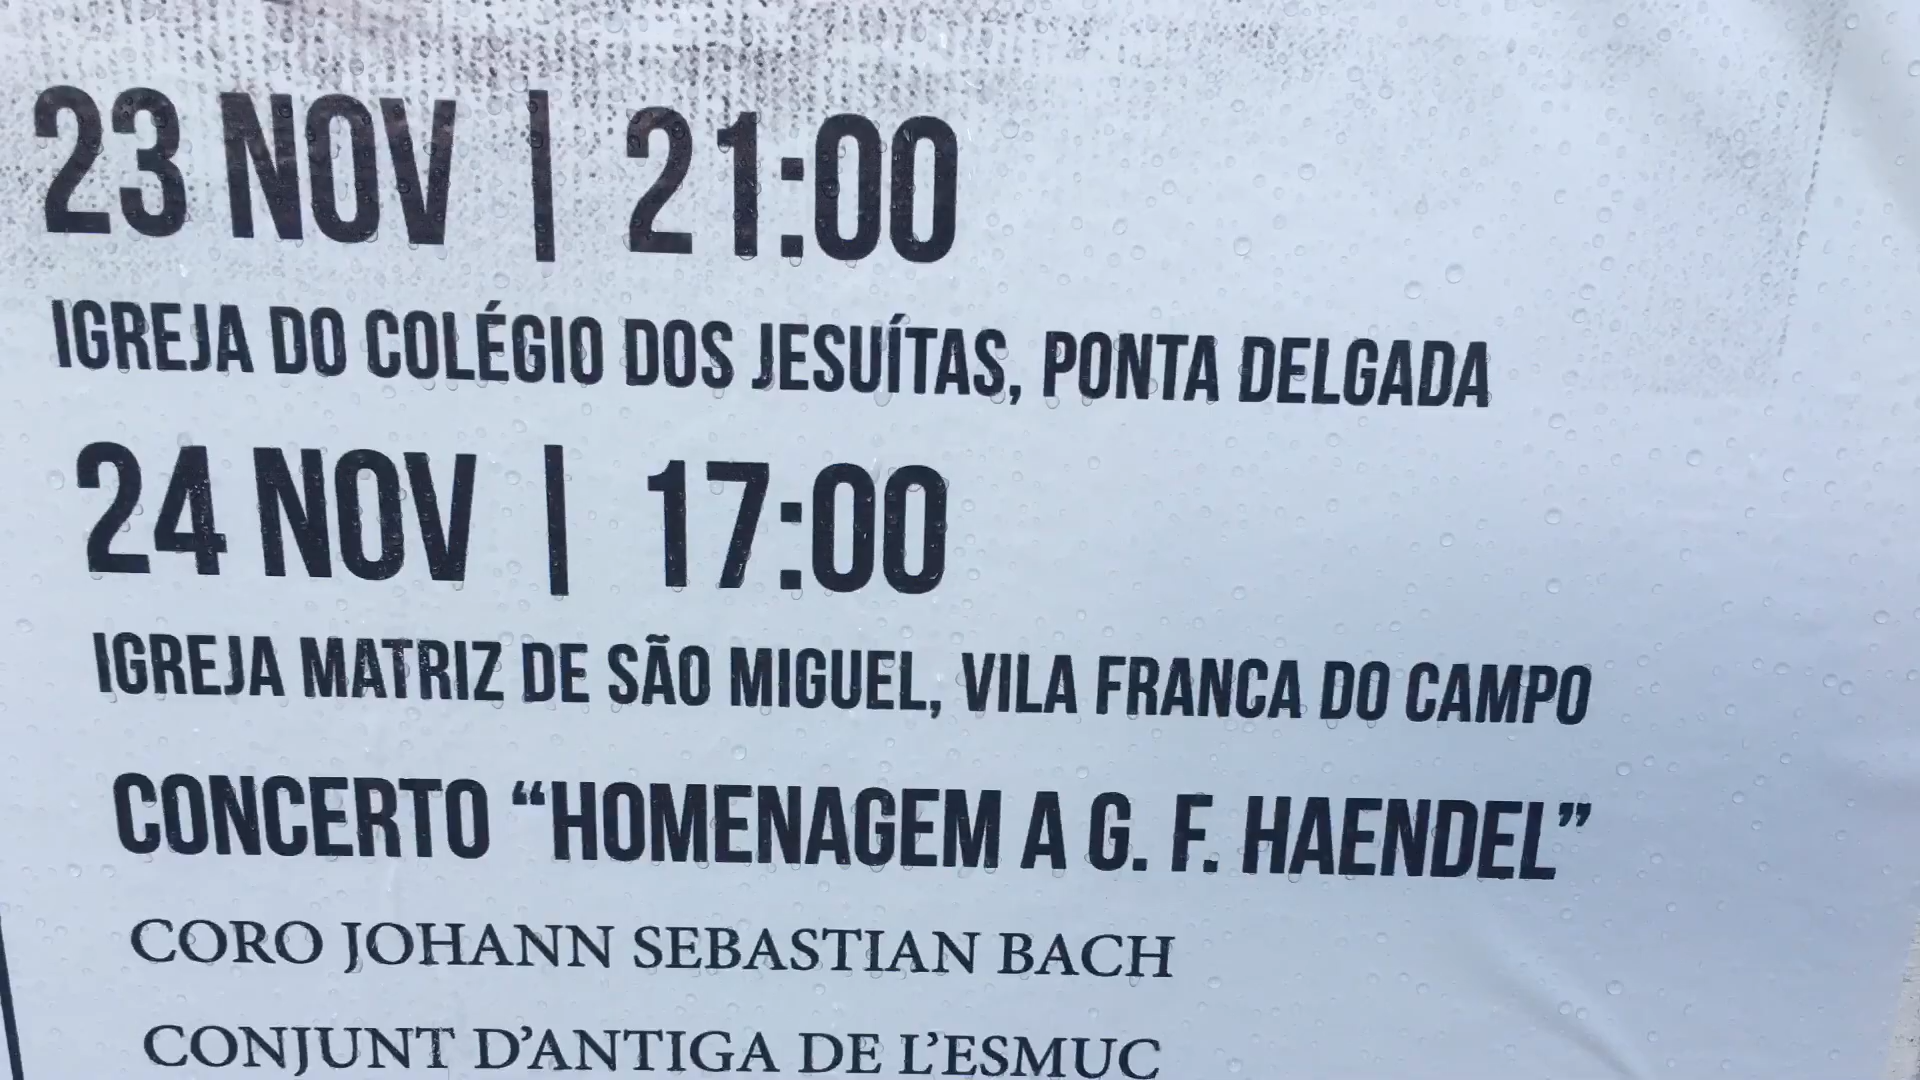 23 NOV | 21:00
IGREJA DO COLÉGIO DOS JESUÍTAS, PONTA DELGADA
24 NOV | 17:00
IGREJA MATRIZ DE SÃO MIGUEL, VILA FRANCA DO CAMPO
CONCERTO “HOMENAGEM A G. F. HAENDEL”
CORO JOHANN SEBASTIAN BACH
CONJUNT D’ANTIGA DE L’ESMUC